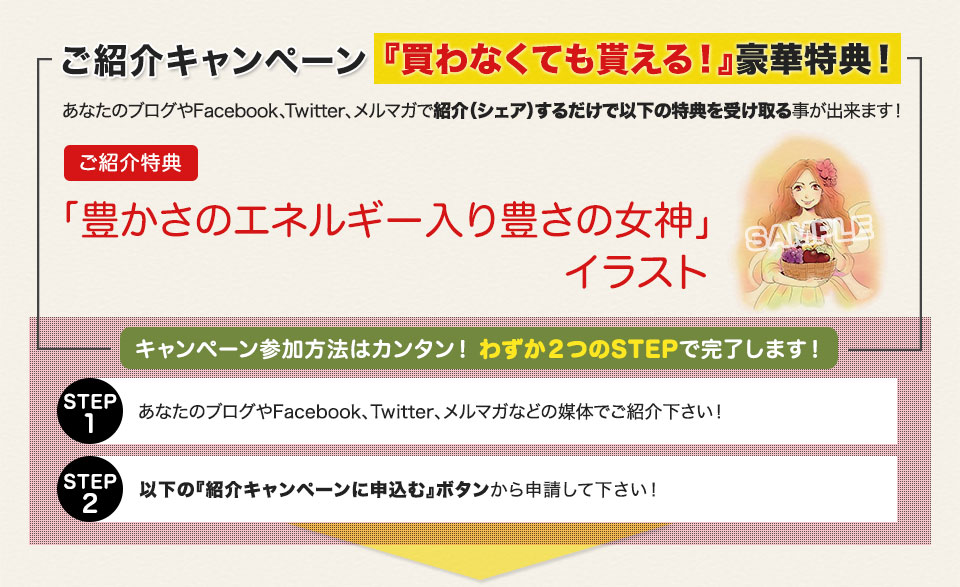 ご紹介キャンペーン『買わなくても貰える！』豪華特典！
あなたのブログやFacebook、Twitter、メルマガで紹介（シェア）するだけで以下の特典を受け取る事が出来ます！
ご紹介特典
「豊かさのエネルギー入り豊さの女神」
イラスト
SAMPLE
キャンペーン参加方法はカンタン！ わずか２つのSTEPで完了します！
STEP
1
あなたのブログやFacebook、Twitter、メルマガなどの媒体でご紹介下さい！
STEP
2
以下の『紹介キャンペーンに申込む』ボタンから申請して下さい！